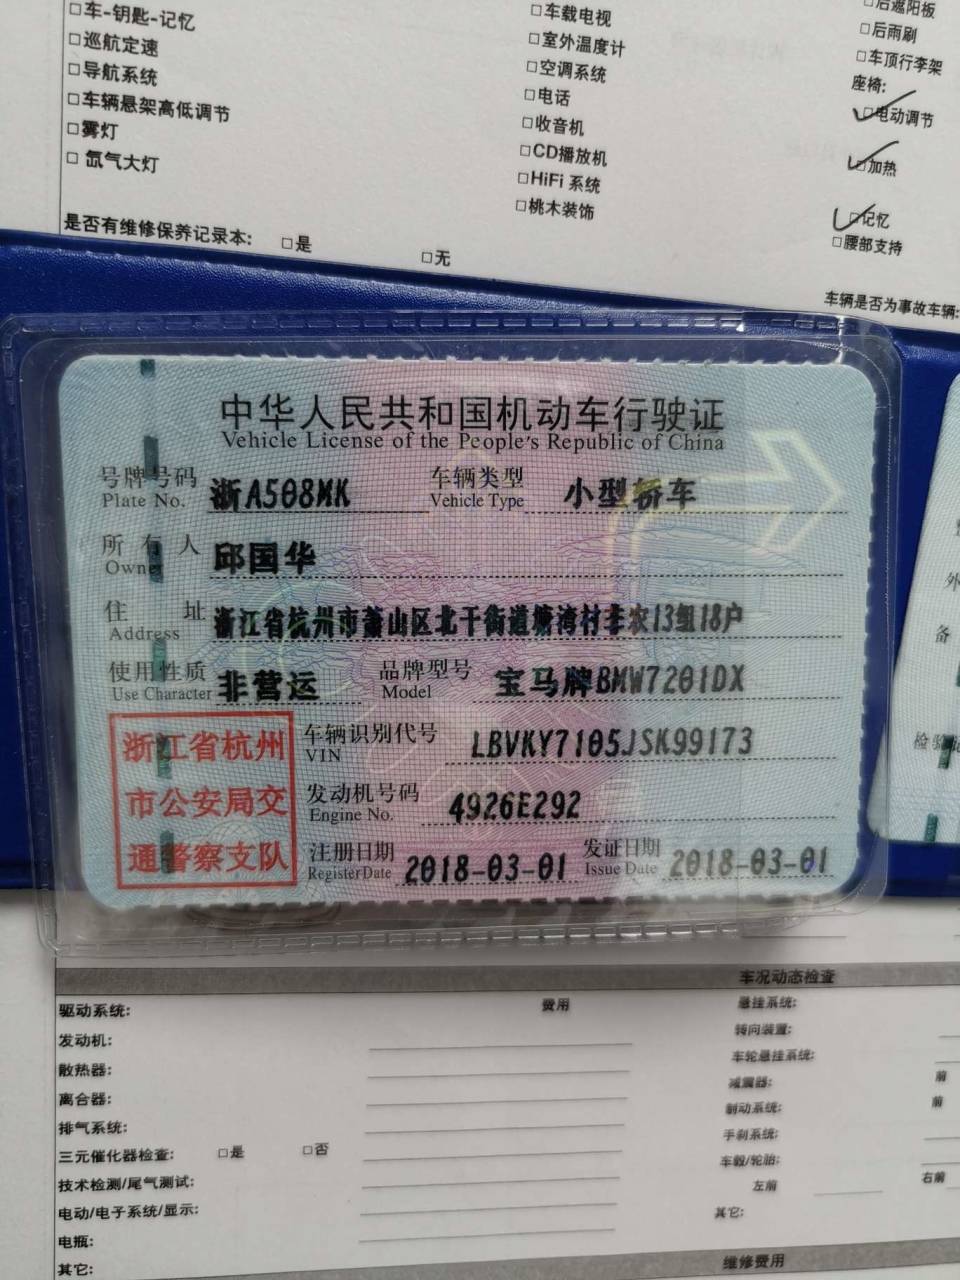 □车-钥匙-记忆
□巡航定速
□导航系统
□车辆悬架高低调节
□雾灯
□ 氙气大灯
是否有维修保养记录本: □是 □无
□车载电视
□室外温度计
□空调系统
□电话
□收音机
□CD播放机
□HiFi 系统
□桃木装饰
□后遮阳板
□后雨刷
□车顶行李架
座椅:
□电动调节
□加热
□记忆
□腰部支持
车辆是否为事故车辆:
中华人民共和国机动车行驶证
Vehicle License of the People's Republic of China
号牌号码 浙A508MK 车辆类型 小型轿车
Plate No. Vehicle Type
所有人 邱国华
Owner
住址 浙江省杭州市萧山区北干街道塘湾村非农13组18户
Address
使用性质 非营运 品牌型号 宝马牌BMW7201DX
Use Character Model
浙江省杭州
市公安局交
通警察支队
车辆识别代号 LBVKY7105JSK99173
VIN
发动机号码 4926E292
Engine No.
注册日期 2018-03-01 发证日期 2018-03-01
Register Date Issue Date
外
备
检验
车况动态检查
驱动系统: 费用
发动机:
散热器:
离合器:
排气系统:
三元催化器检查: □是 □否
技术检测/尾气测试:
电动/电子系统/显示:
电瓶:
其它:
悬挂系统:
转向装置:
车轮悬挂系统:
减震器: 前
制动系统: 前
手刹系统:
车毂/轮胎:
左前 右前
其它:
维修费用